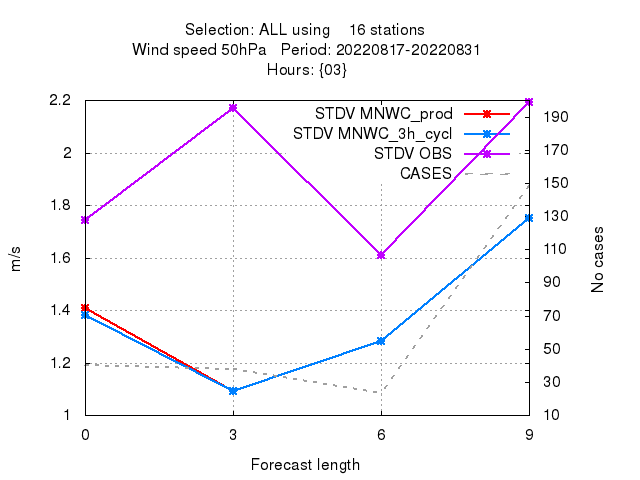 Selection: ALL using    16 stations
Wind speed 50hPa   Period: 20220817-20220831
Hours: {03}
STDV MNWC_prod
STDV MNWC_3h_cycl
STDV OBS
CASES
2.2
2
1.8
1.6
1.4
1.2
1
m/s
190
170
150
130
110
90
70
50
30
10
No cases
0 3 6 9
Forecast length